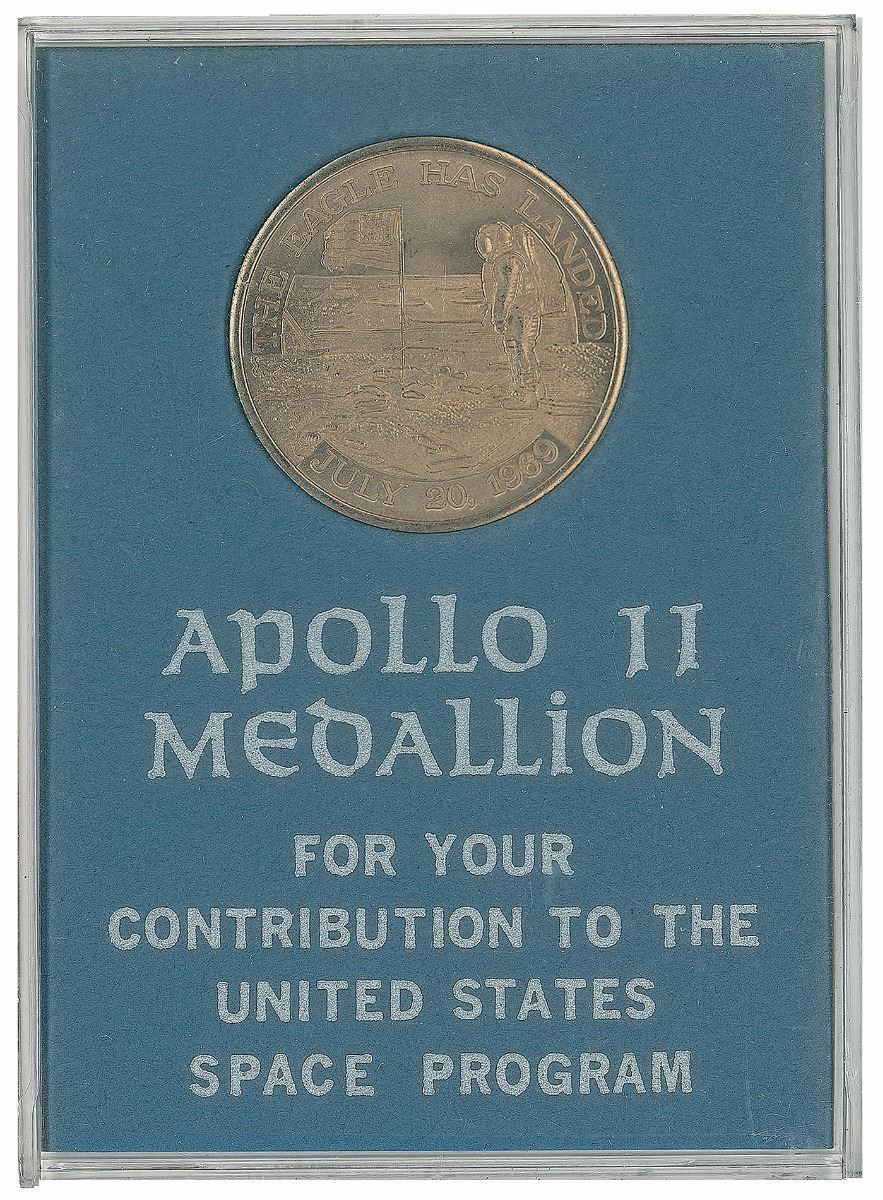 THE EAGLE HAS LANDED
JULY 20, 1969
APOLLO 11
MEDALLION
FOR YOUR
CONTRIBUTION TO THE
UNITED STATES
SPACE PROGRAM